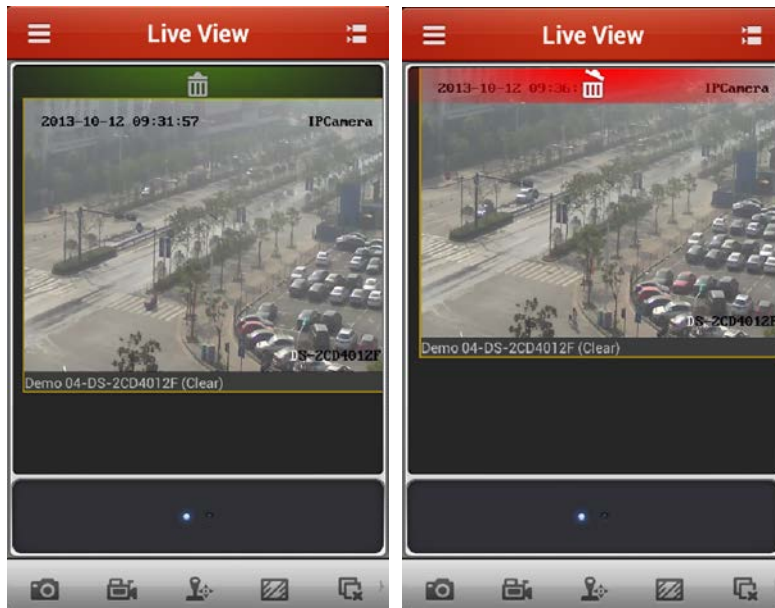 Live View
2013-10-12 09:31:57
IPCamera
DS-2CD4012F
Demo 04-DS-2CD4012F (Clear)
Live View
2013-10-12 09:36:
IPCamera
DS-2CD4012F
Demo 04-DS-2CD4012F (Clear)